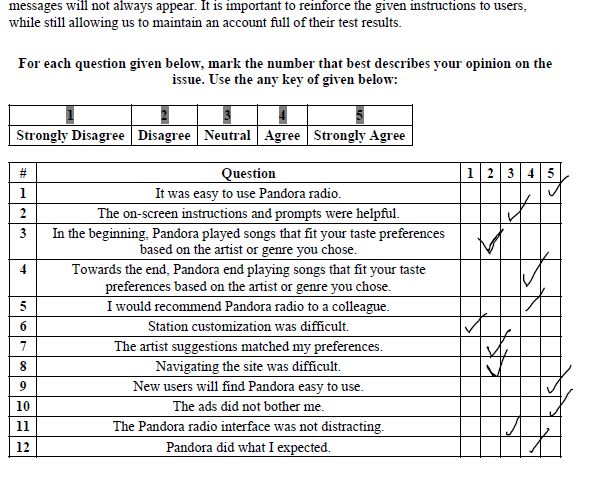 messages will not always appear. It is important to reinforce the given instructions to users,
while still allowing us to maintain an account full of their test results.
For each question given below, mark the number that best describes your opinion on the
issue. Use the any key of given below:
1 2 3 4 5
Strongly Disagree Disagree Neutral Agree Strongly Agree
# Question 1 2 3 4 5
1 It was easy to use Pandora radio.
2 The on-screen instructions and prompts were helpful.
3 In the beginning, Pandora played songs that fit your taste preferences
based on the artist or genre you chose.
4 Towards the end, Pandora end playing songs that fit your taste
preferences based on the artist or genre you chose.
5 I would recommend Pandora radio to a colleague.
6 Station customization was difficult.
7 The artist suggestions matched my preferences.
8 Navigating the site was difficult.
9 New users will find Pandora easy to use.
10 The ads did not bother me.
11 The Pandora radio interface was not distracting.
12 Pandora did what I expected.